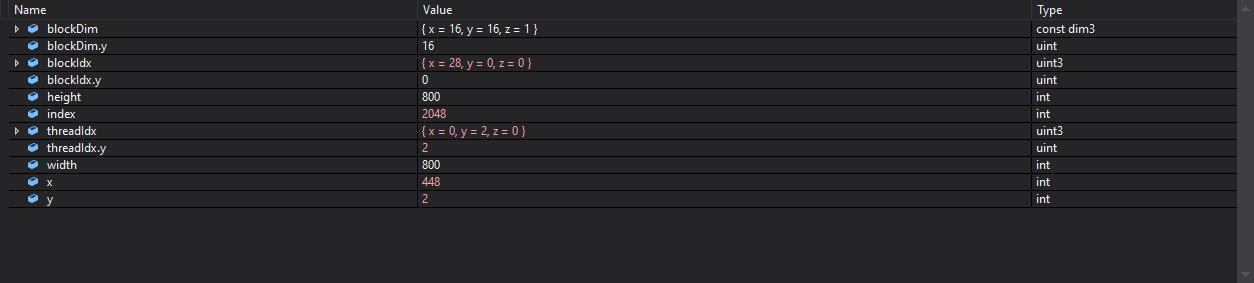 Name Value Type
blockDim { x = 16, y = 16, z = 1 } const dim3
blockDim.y 16 uint
blockIdx { x = 28, y = 0, z = 0 } uint3
blockIdx.y 0 uint
height 800 int
index 2048 int
threadIdx { x = 0, y = 2, z = 0 } uint3
threadIdx.y 2 uint
width 800 int
x 448 int
y 2 int